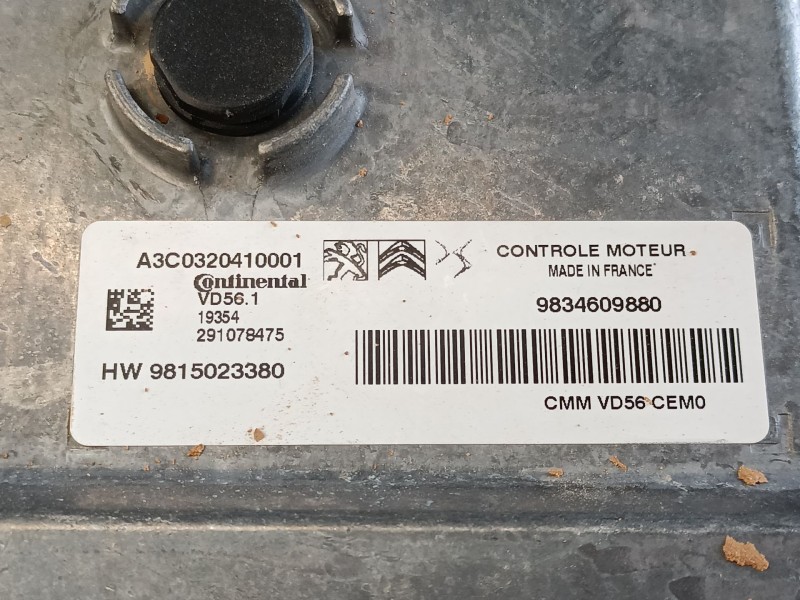 A3C0320410001
Continental
VD56.1
19354
291078475
HW 9815023380
CONTROLE MOTEUR
MADE IN FRANCE
9834609880
CMM VD56 CEM0